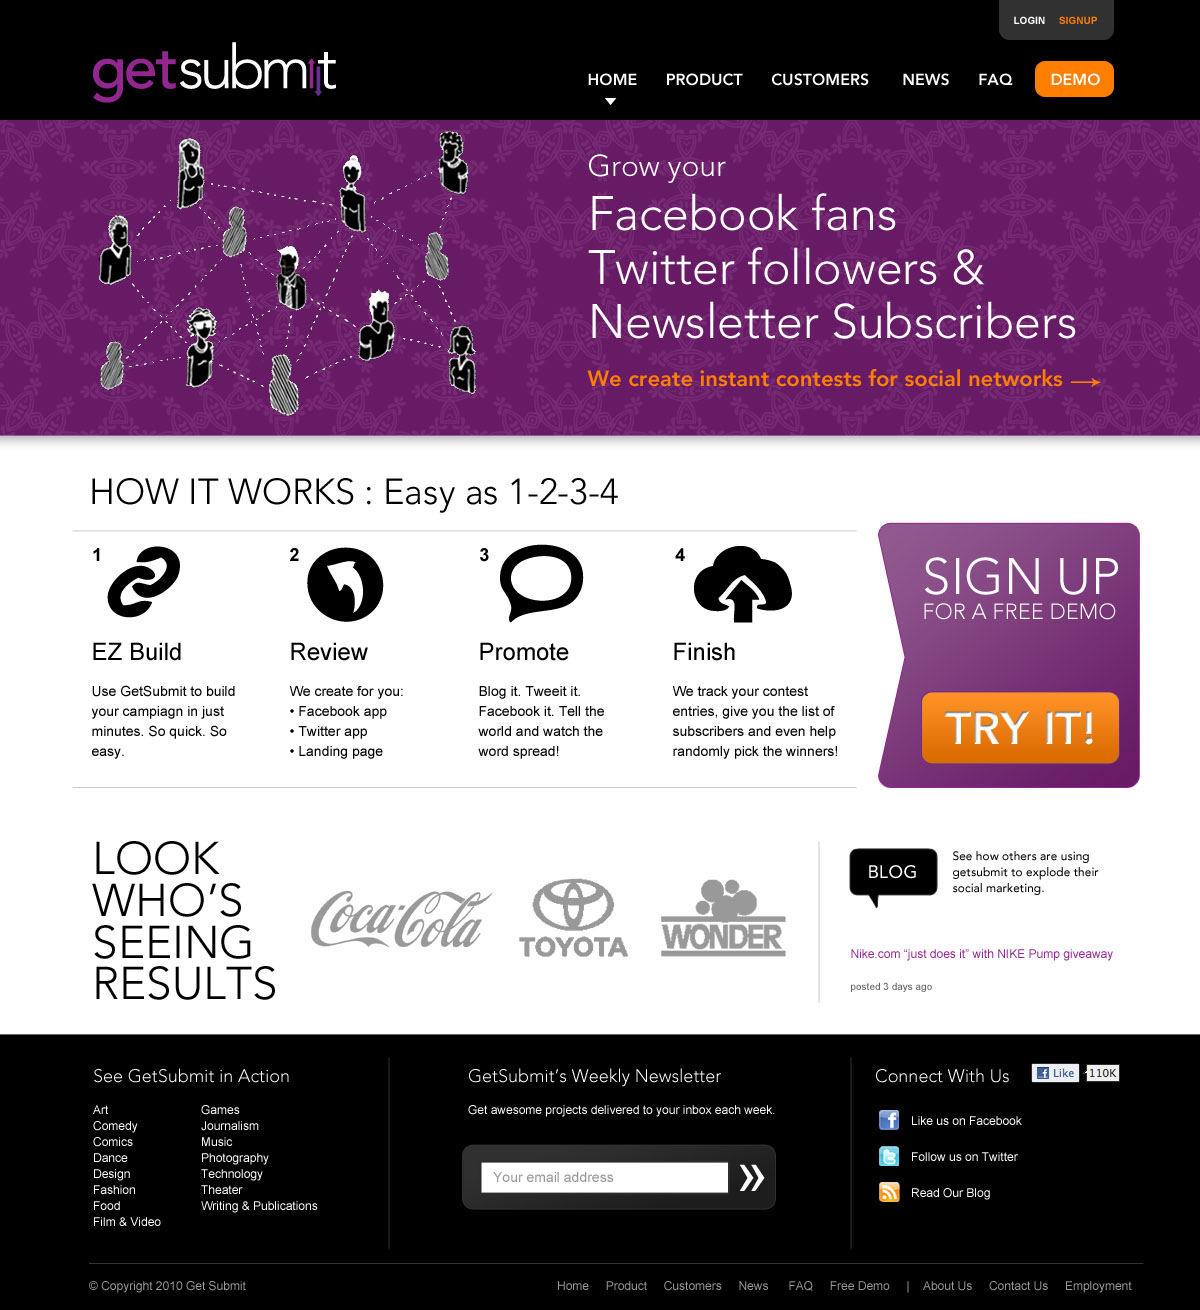 LOGIN SIGNUP
getsubmit
HOME PRODUCT CUSTOMERS NEWS FAQ DEMO
Grow your
Facebook fans
Twitter followers &
Newsletter Subscribers
We create instant contests for social networks
HOW IT WORKS : Easy as 1-2-3-4
1
EZ Build
Use GetSubmit to build
your campiagn in just
minutes. So quick. So
easy.
2
Review
We create for you:
• Facebook app
• Twitter app
• Landing page
3
Promote
Blog it. Tweeit it.
Facebook it. Tell the
world and watch the
word spread!
4
Finish
We track your contest
entries, give you the list of
subscribers and even help
randomly pick the winners!
SIGN UP
FOR A FREE DEMO
TRY IT!
LOOK
WHO'S
SEEING
RESULTS
Coca-Cola
TOYOTA
WONDER
BLOG
See how others are using
getsubmit to explode their
social marketing.
Nike.com “just does it” with NIKE Pump giveaway
posted 3 days ago
See GetSubmit in Action
Art
Comedy
Comics
Dance
Design
Fashion
Food
Film & Video
Games
Journalism
Music
Photography
Technology
Theater
Writing & Publications
GetSubmit's Weekly Newsletter
Get awesome projects delivered to your inbox each week.
Your email address
Connect With Us
Like 110K
Like us on Facebook
Follow us on Twitter
Read Our Blog
© Copyright 2010 Get Submit
Home Product Customers News FAQ Free Demo | About Us Contact Us Employment